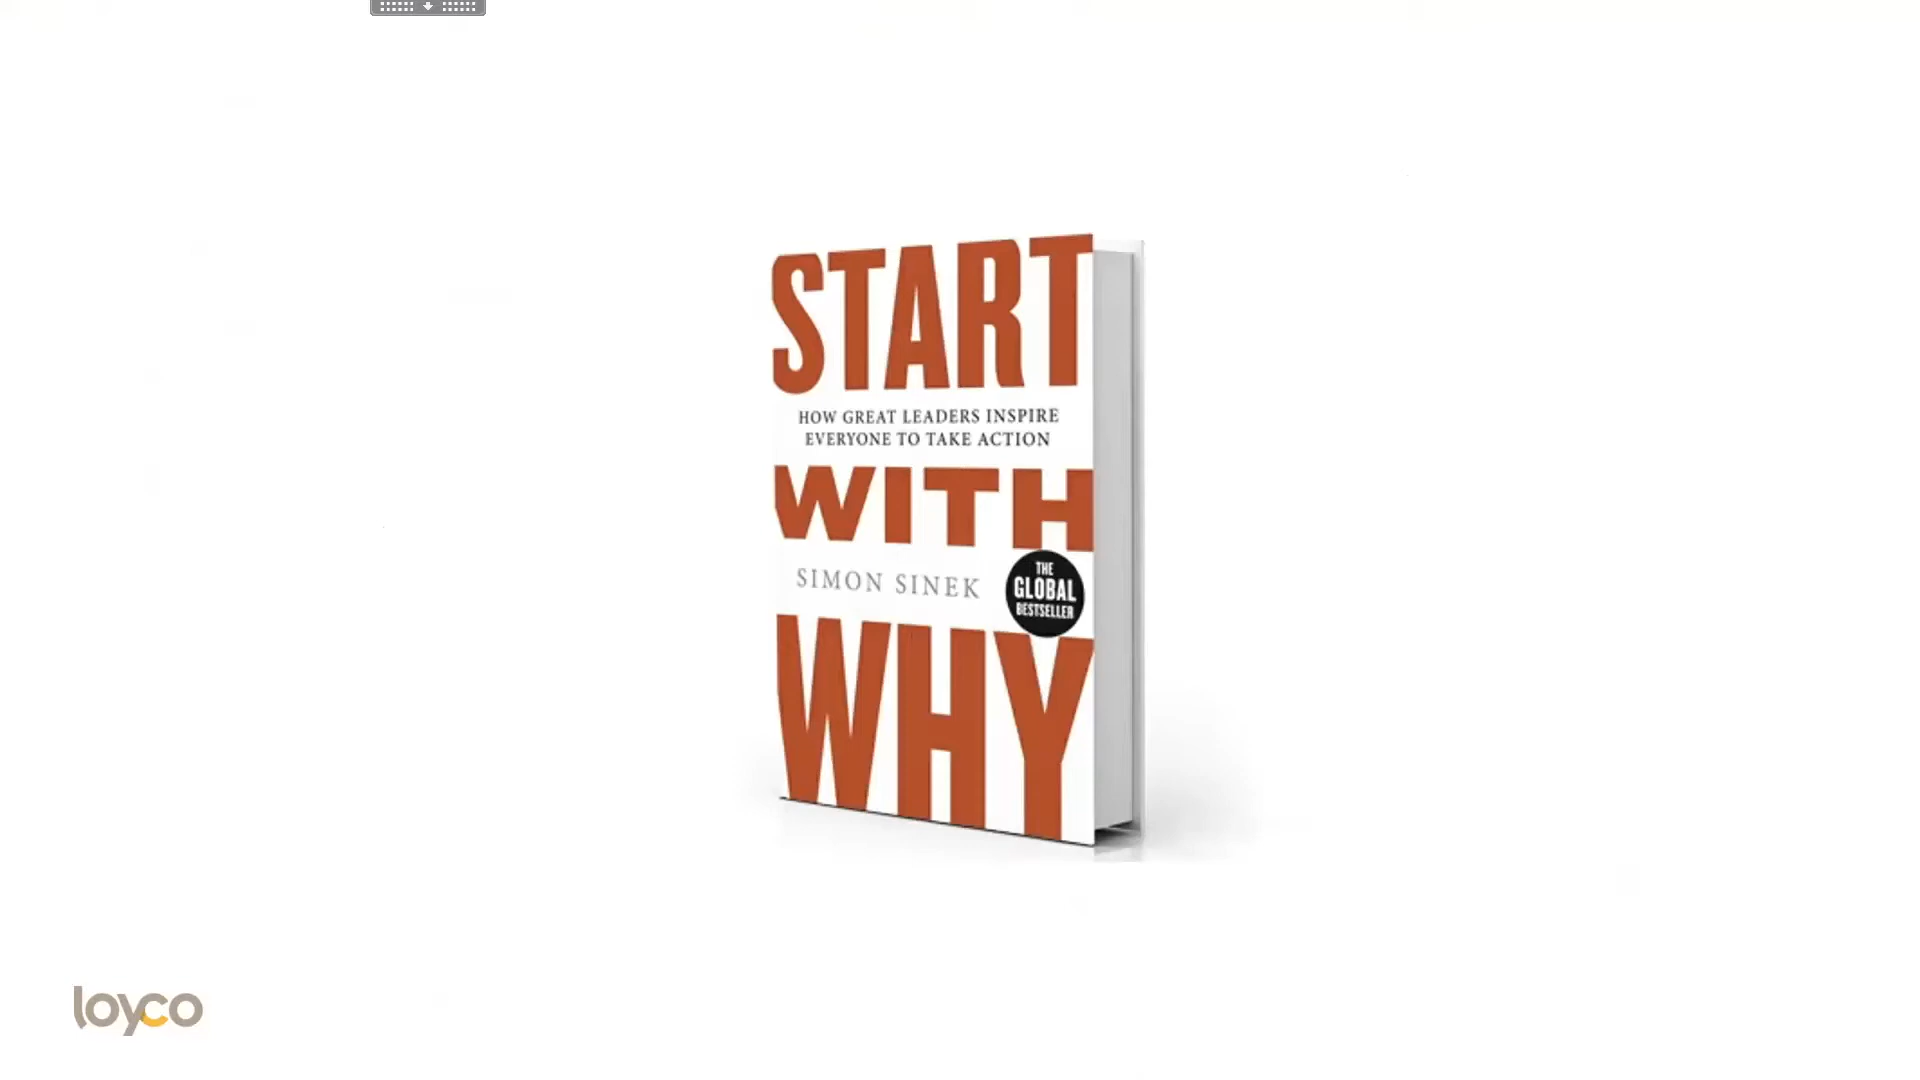 START
HOW GREAT LEADERS INSPIRE
EVERYONE TO TAKE ACTION
WITH
SIMON SINEK
THE
GLOBAL
BESTSELLER
WHY
loyco